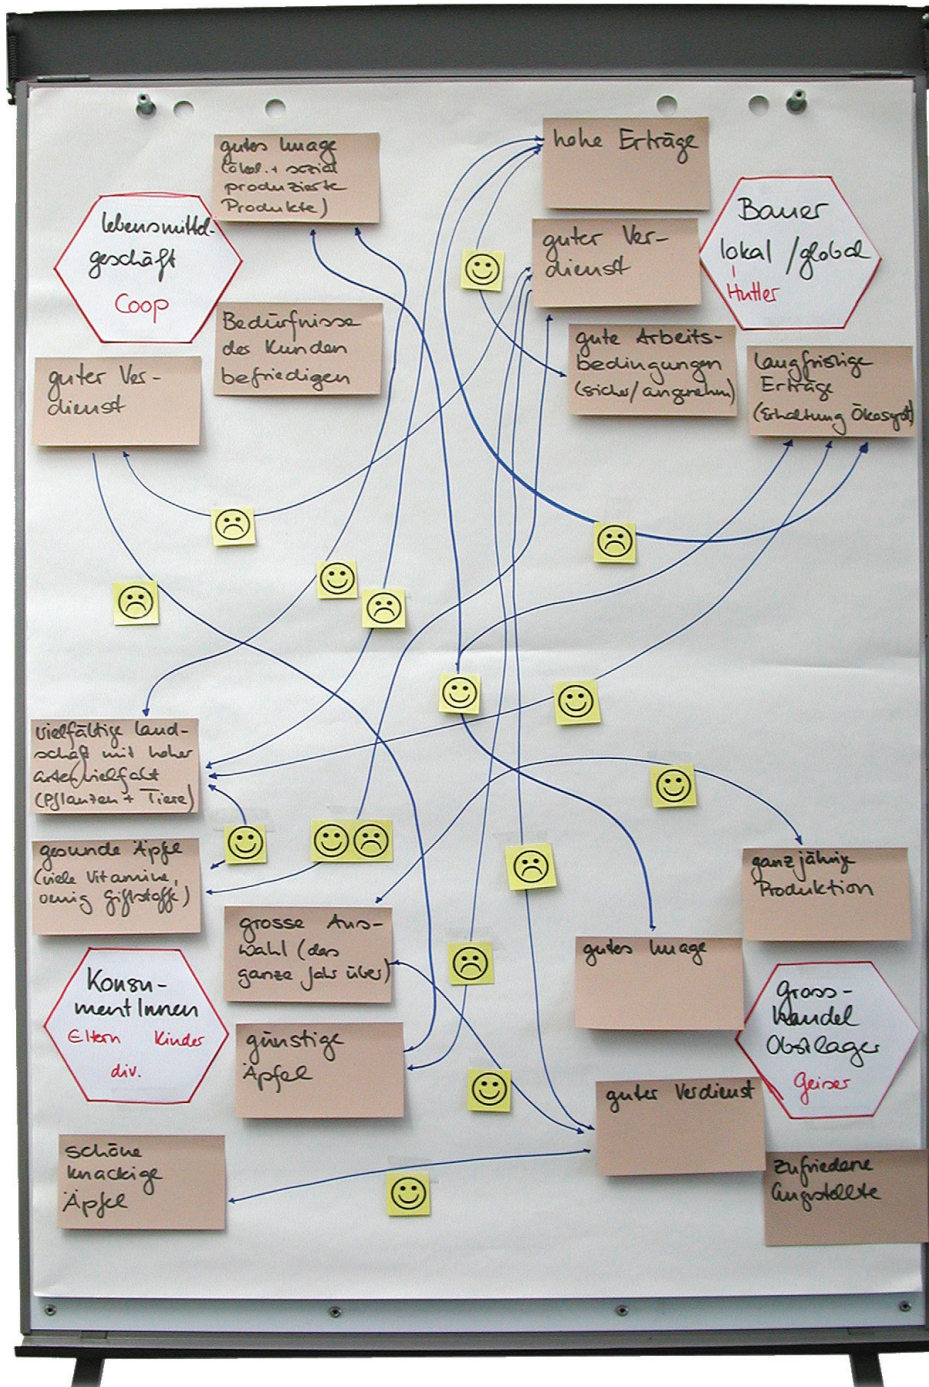 gutes Image
(ökol. + sozial
produzierte
Produkte)
hohe Erträge
Lebensmittel-
geschäft
Coop
guter Ver-
dienst
Bauer
lokal / global
Hutter
Bedürfnisse
der Kunden
befriedigen
gute Arbeits-
bedingungen
(sicher/angenehm)
langfristige
Erträge
(Erhaltung Ökosyst)
guter Ver-
dienst
vielfältige Land-
schaft mit hoher
Artenvielfalt
(Pflanzen + Tiere)
gesunde Äpfel
(viele Vitamine,
wenig Giftstoffe)
ganzjährige
Produktion
grosse Aus-
wahl (das
ganze Jahr über)
gutes Image
Konsu-
mentInnen
Eltern Kinder
div.
Gross-
handel
Obstlager
Geiser
günstige
Äpfel
guter Verdienst
schöne
knackige
Äpfel
zufriedene
Angestellte